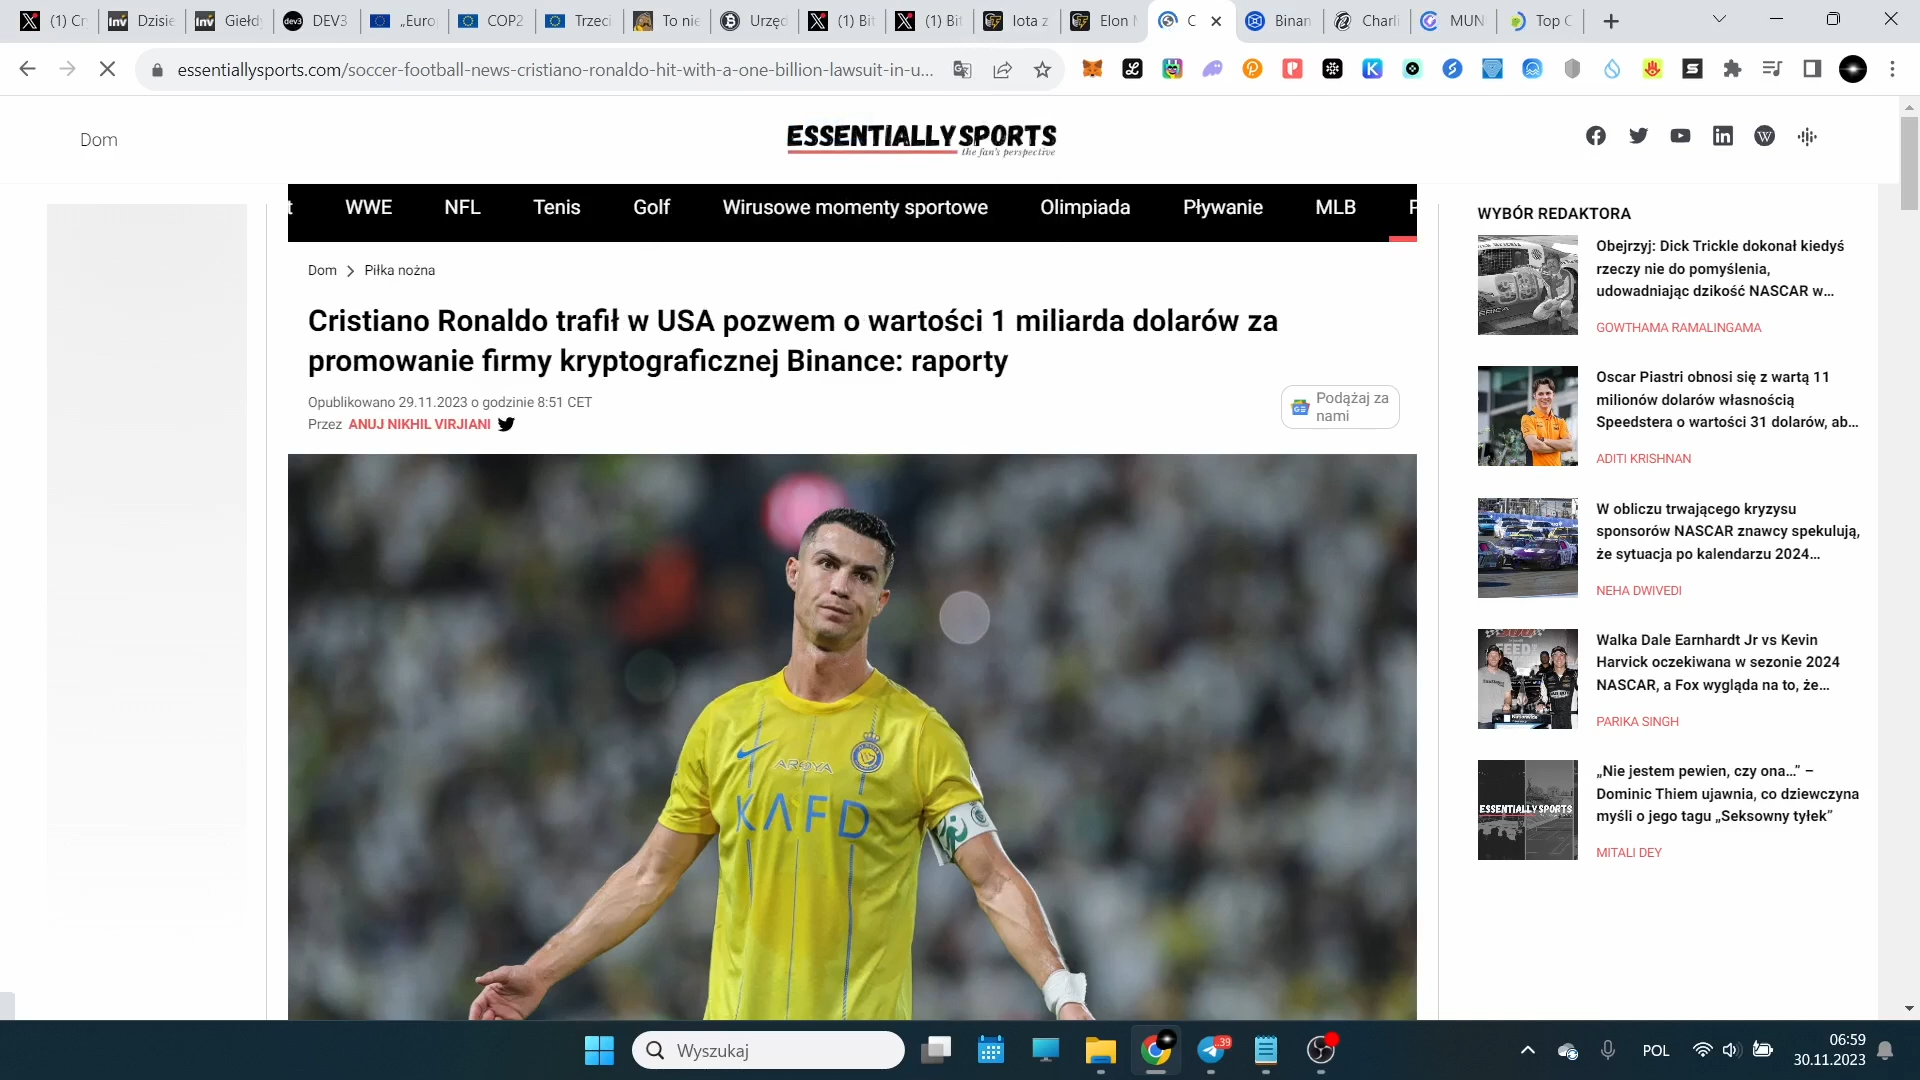 (1) Cr
Dzisie
Giełdy
DEV3
„Euro
COP2
Trzeci
To nie
Urzęd
(1) Bit
(1) Bit
Iota z
Elon M
C
Binan
Charli
MUN
Top C
essentiallysports.com/soccer-football-news-cristiano-ronaldo-hit-with-a-one-billion-lawsuit-in-u...
Dom
ESSENTIALLYSPORTS
the fan's perspective
t WWE NFL Tenis Golf Wirusowe momenty sportowe Olimpiada Pływanie MLB
Dom > Piłka nożna
Cristiano Ronaldo trafił w USA pozwem o wartości 1 miliarda dolarów za
promowanie firmy kryptograficznej Binance: raporty
Opublikowano 29.11.2023 o godzinie 8:51 CET
Przez ANUJ NIKHIL VIRJIANI
Podążaj za
nami
AROYA
KAFD
WYBÓR REDAKTORA
Obejrzyj: Dick Trickle dokonał kiedyś
rzeczy nie do pomyślenia,
udowadniając dzikość NASCAR w...
GOWTHAMA RAMALINGAMA
Oscar Piastri obnosi się z wartą 11
milionów dolarów własnością
Speedstera o wartości 31 dolarów, ab...
ADITI KRISHNAN
W obliczu trwającego kryzysu
sponsorów NASCAR znawcy spekulują,
że sytuacja po kalendarzu 2024...
NEHA DWIVEDI
Walka Dale Earnhardt Jr vs Kevin
Harvick oczekiwana w sezonie 2024
NASCAR, a Fox wygląda na to, że...
PARIKA SINGH
ESSENTIALLYSPORTS
„Nie jestem pewien, czy ona...” –
Dominic Thiem ujawnia, co dziewczyna
myśli o jego tagu „Seksowny tyłek”
MITALI DEY
Wyszukaj
39
POL
06:59
30.11.2023